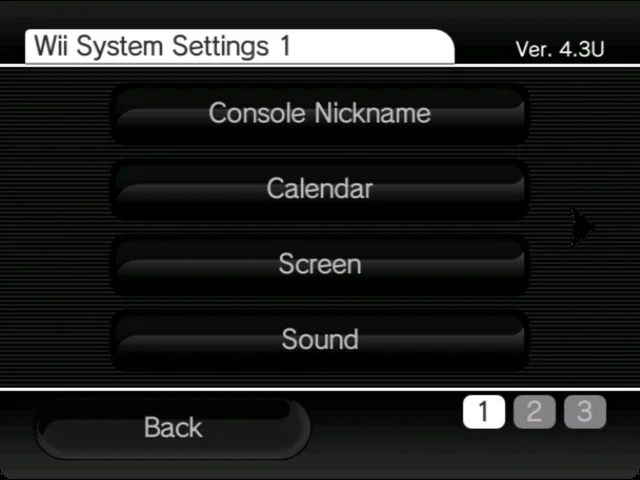 Wii System Settings 1
Ver. 4.3U
Console Nickname
Calendar
Screen
Sound
Back
1 2 3